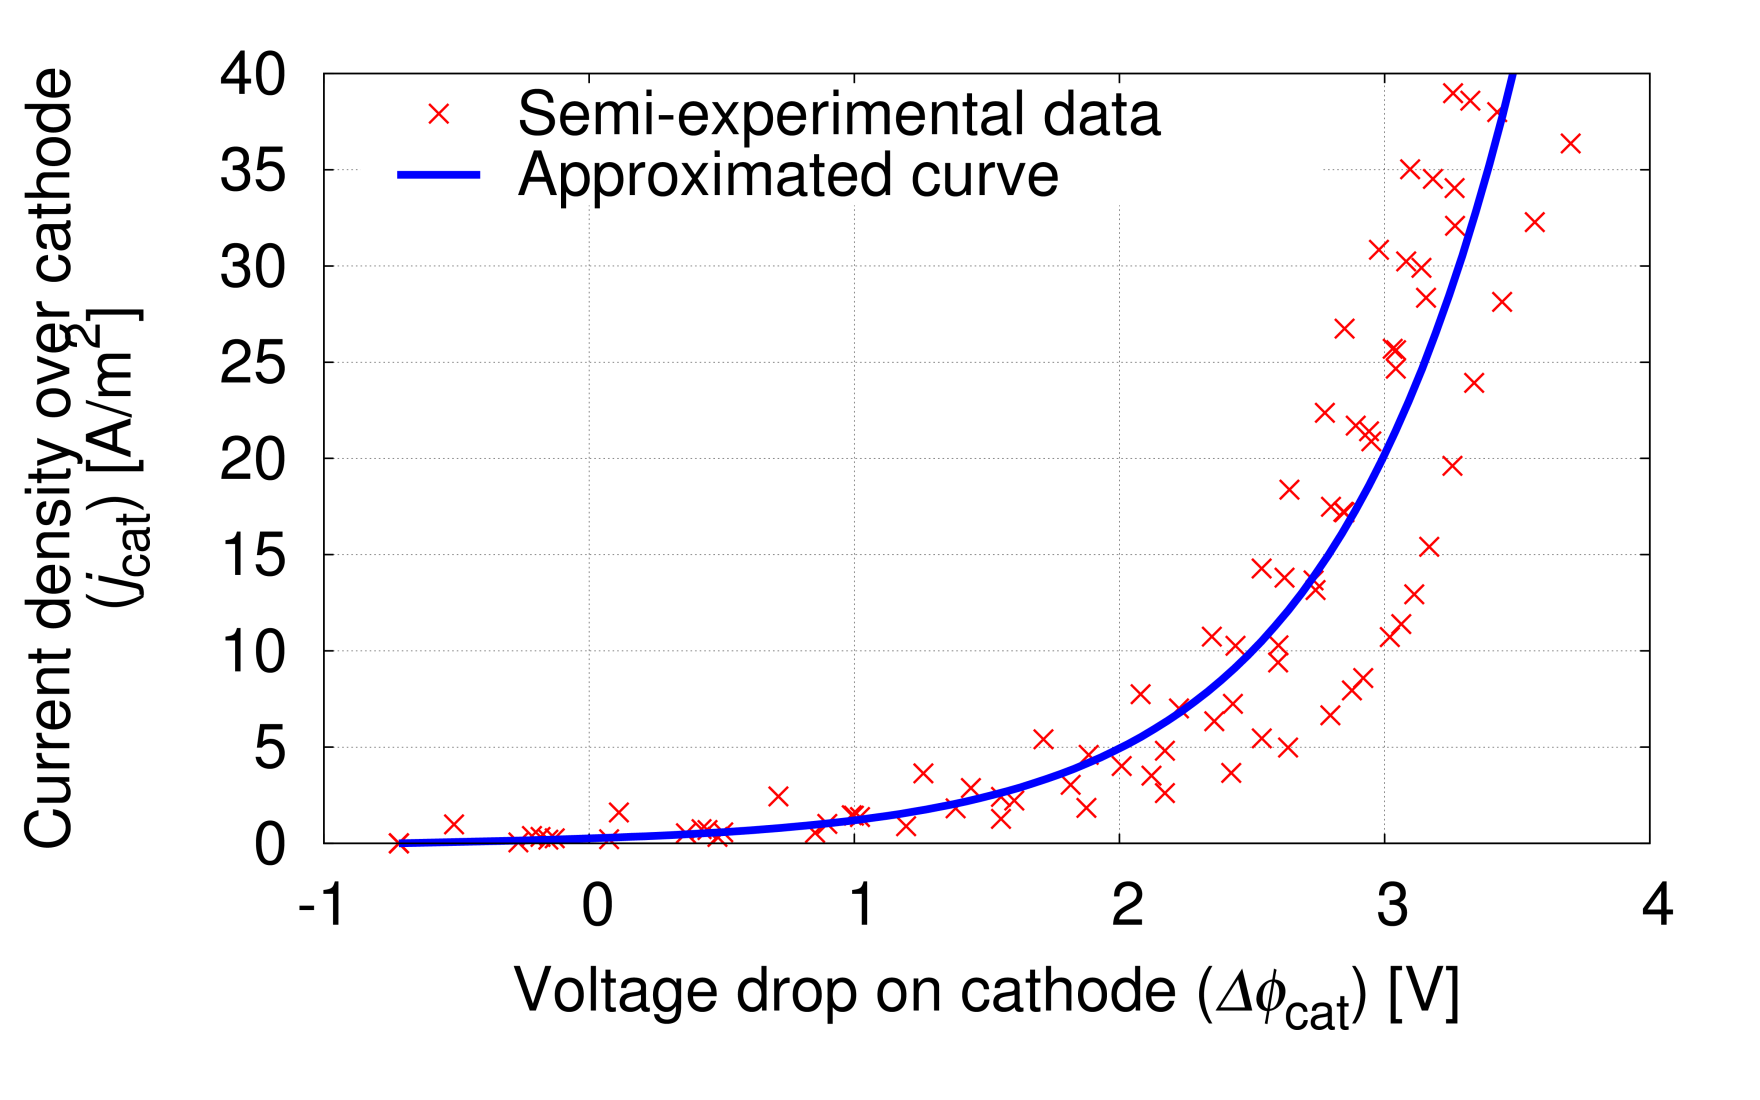 Current density over cathode
(jcat) [A/m2]
40
35
30
25
20
15
10
5
0
Semi-experimental data
Approximated curve
-1 0 1 2 3 4
Voltage drop on cathode (Δϕcat) [V]